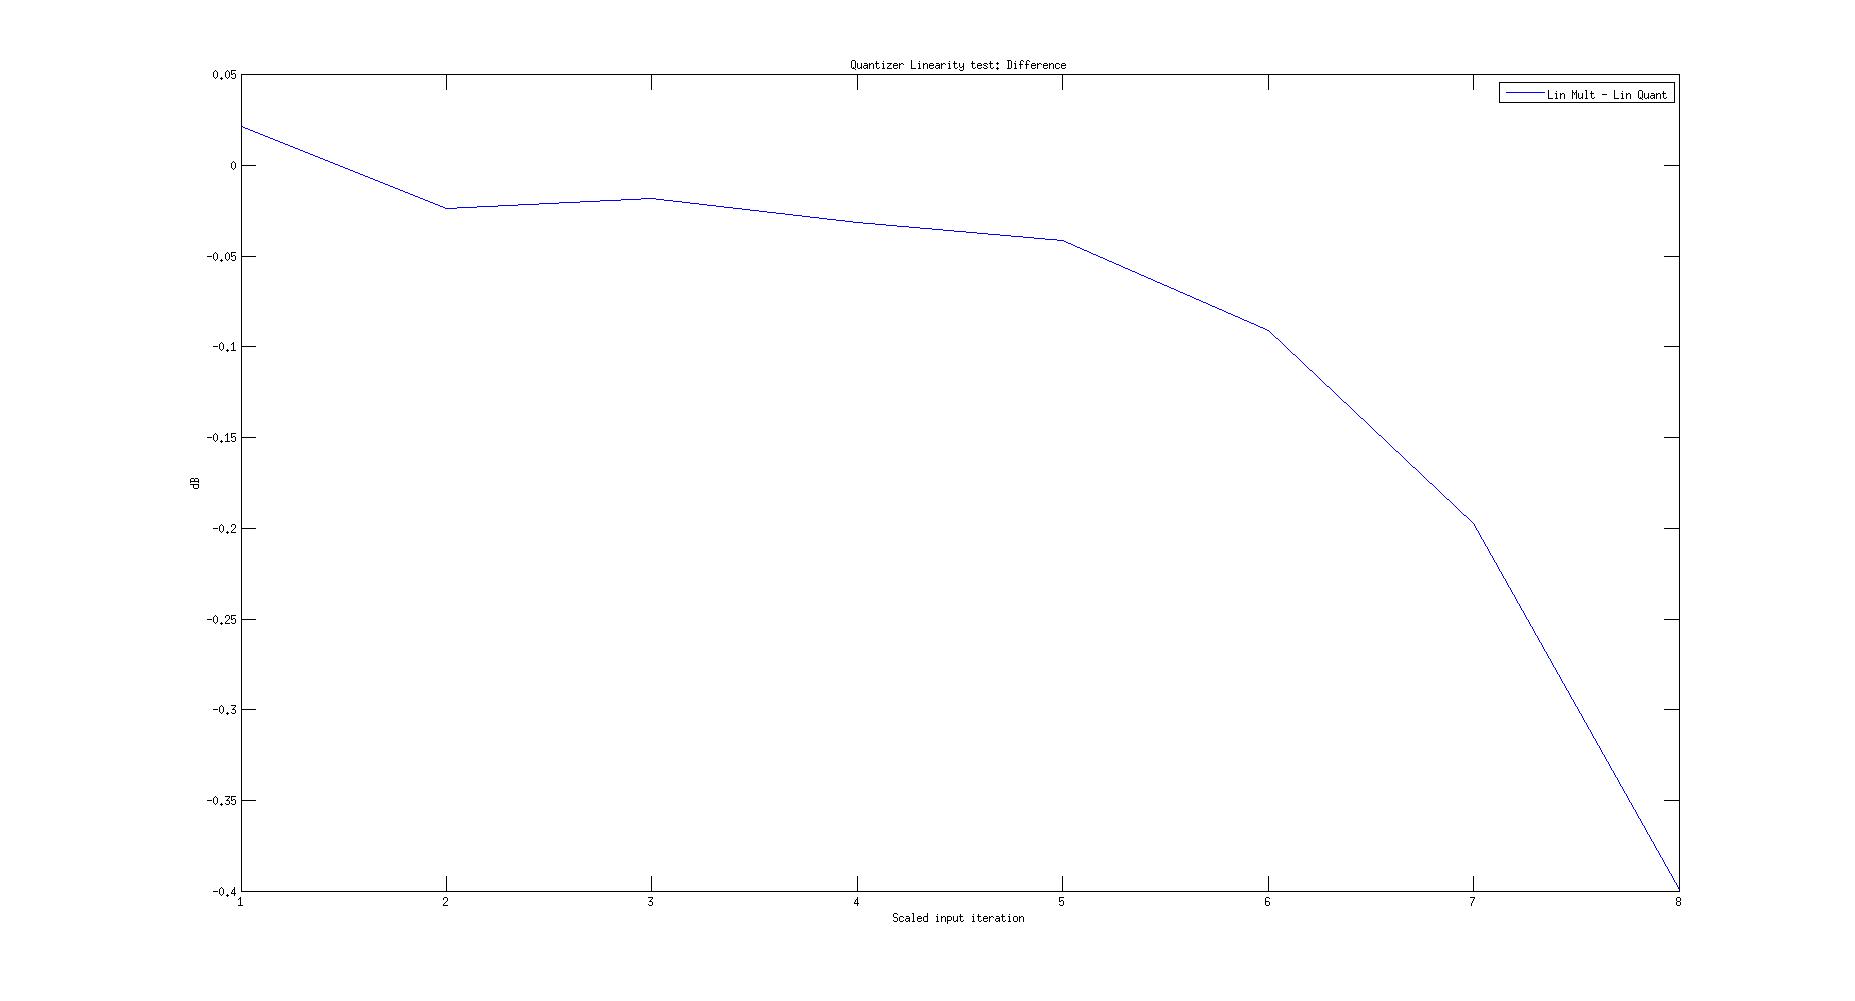 Quantizer Linearity test: Difference
Lin Mult - Lin Quant
0.05
0
-0.05
-0.1
-0.15
-0.2
-0.25
-0.3
-0.35
-0.4
dB
1 2 3 4 5 6 7 8
Scaled input iteration